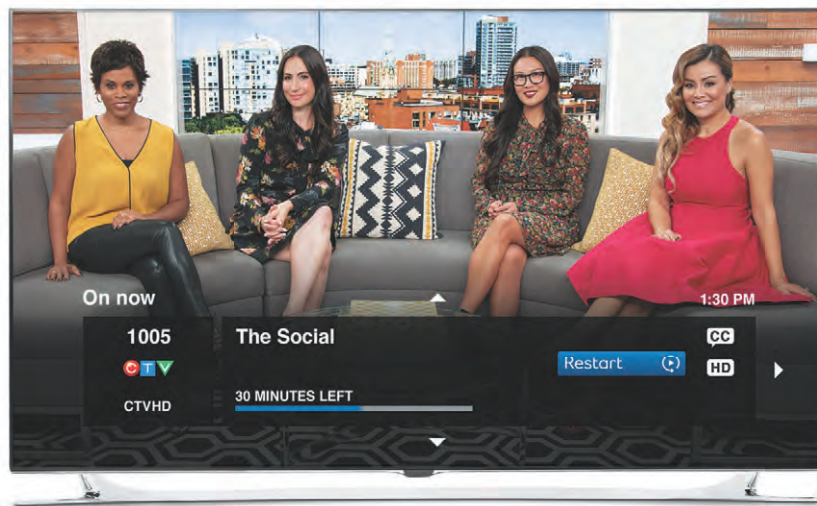 On now
1:30 PM
1005
The Social
CC
CTV
Restart
HD
CTVHD
30 MINUTES LEFT